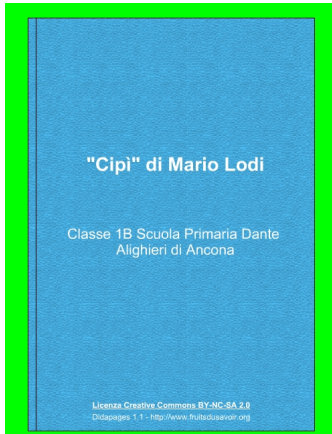 "Cipì" di Mario Lodi
Classe 1B Scuola Primaria Dante
Alighieri di Ancona
Licenza Creative Commons BY-NC-SA 2.0
Didapages 1.1 - http://www.fruitsdusavoir.org